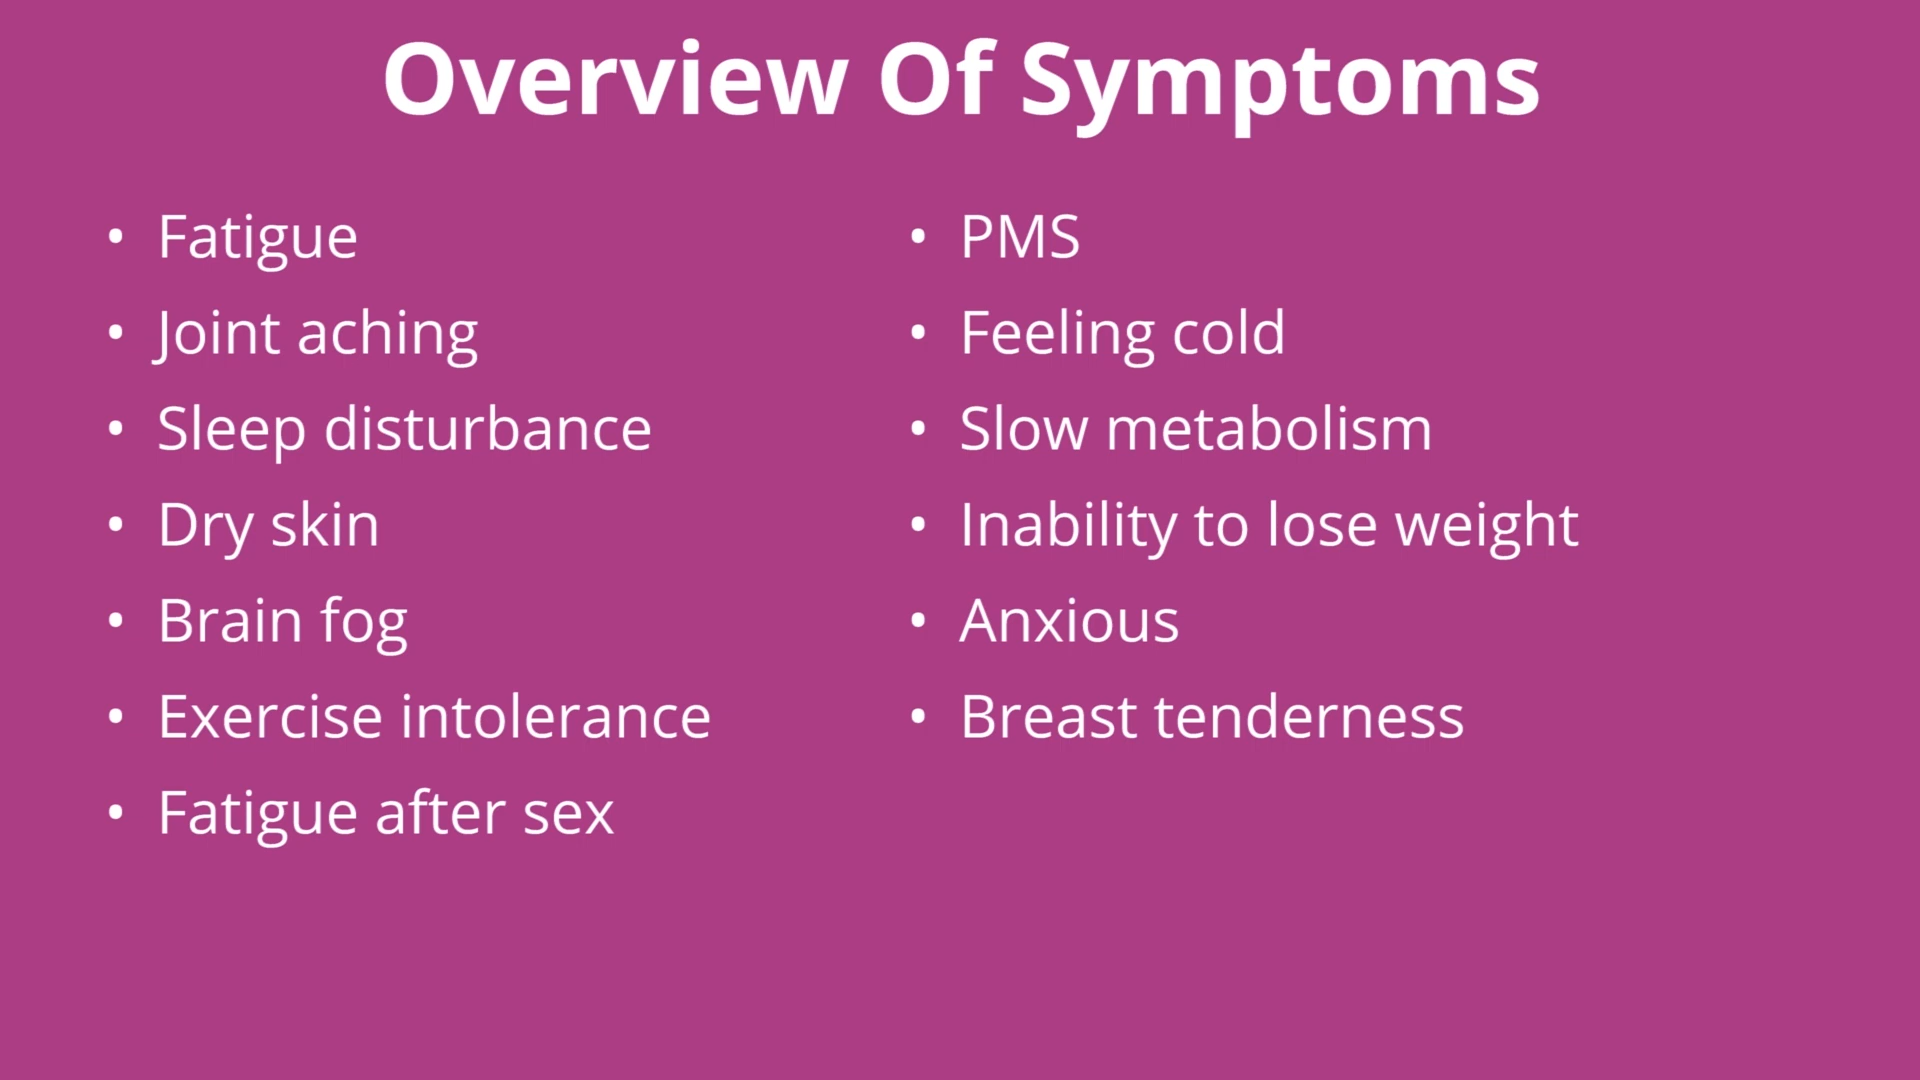 Overview Of Symptoms
• Fatigue
• Joint aching
• Sleep disturbance
• Dry skin
• Brain fog
• Exercise intolerance
• Fatigue after sex
• PMS
• Feeling cold
• Slow metabolism
• Inability to lose weight
• Anxious
• Breast tenderness